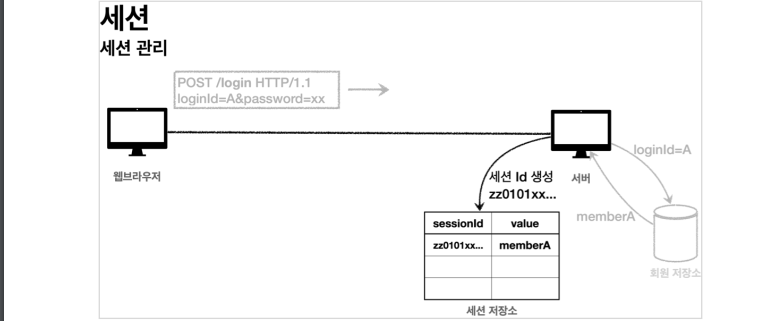 세션
세션 관리
POST /login HTTP/1.1
loginId=A&password=xx
웹브라우저
서버
loginId=A
memberA
세션 Id 생성
zz0101xx...
sessionId value
zz0101xx... memberA
회원 저장소
세션 저장소